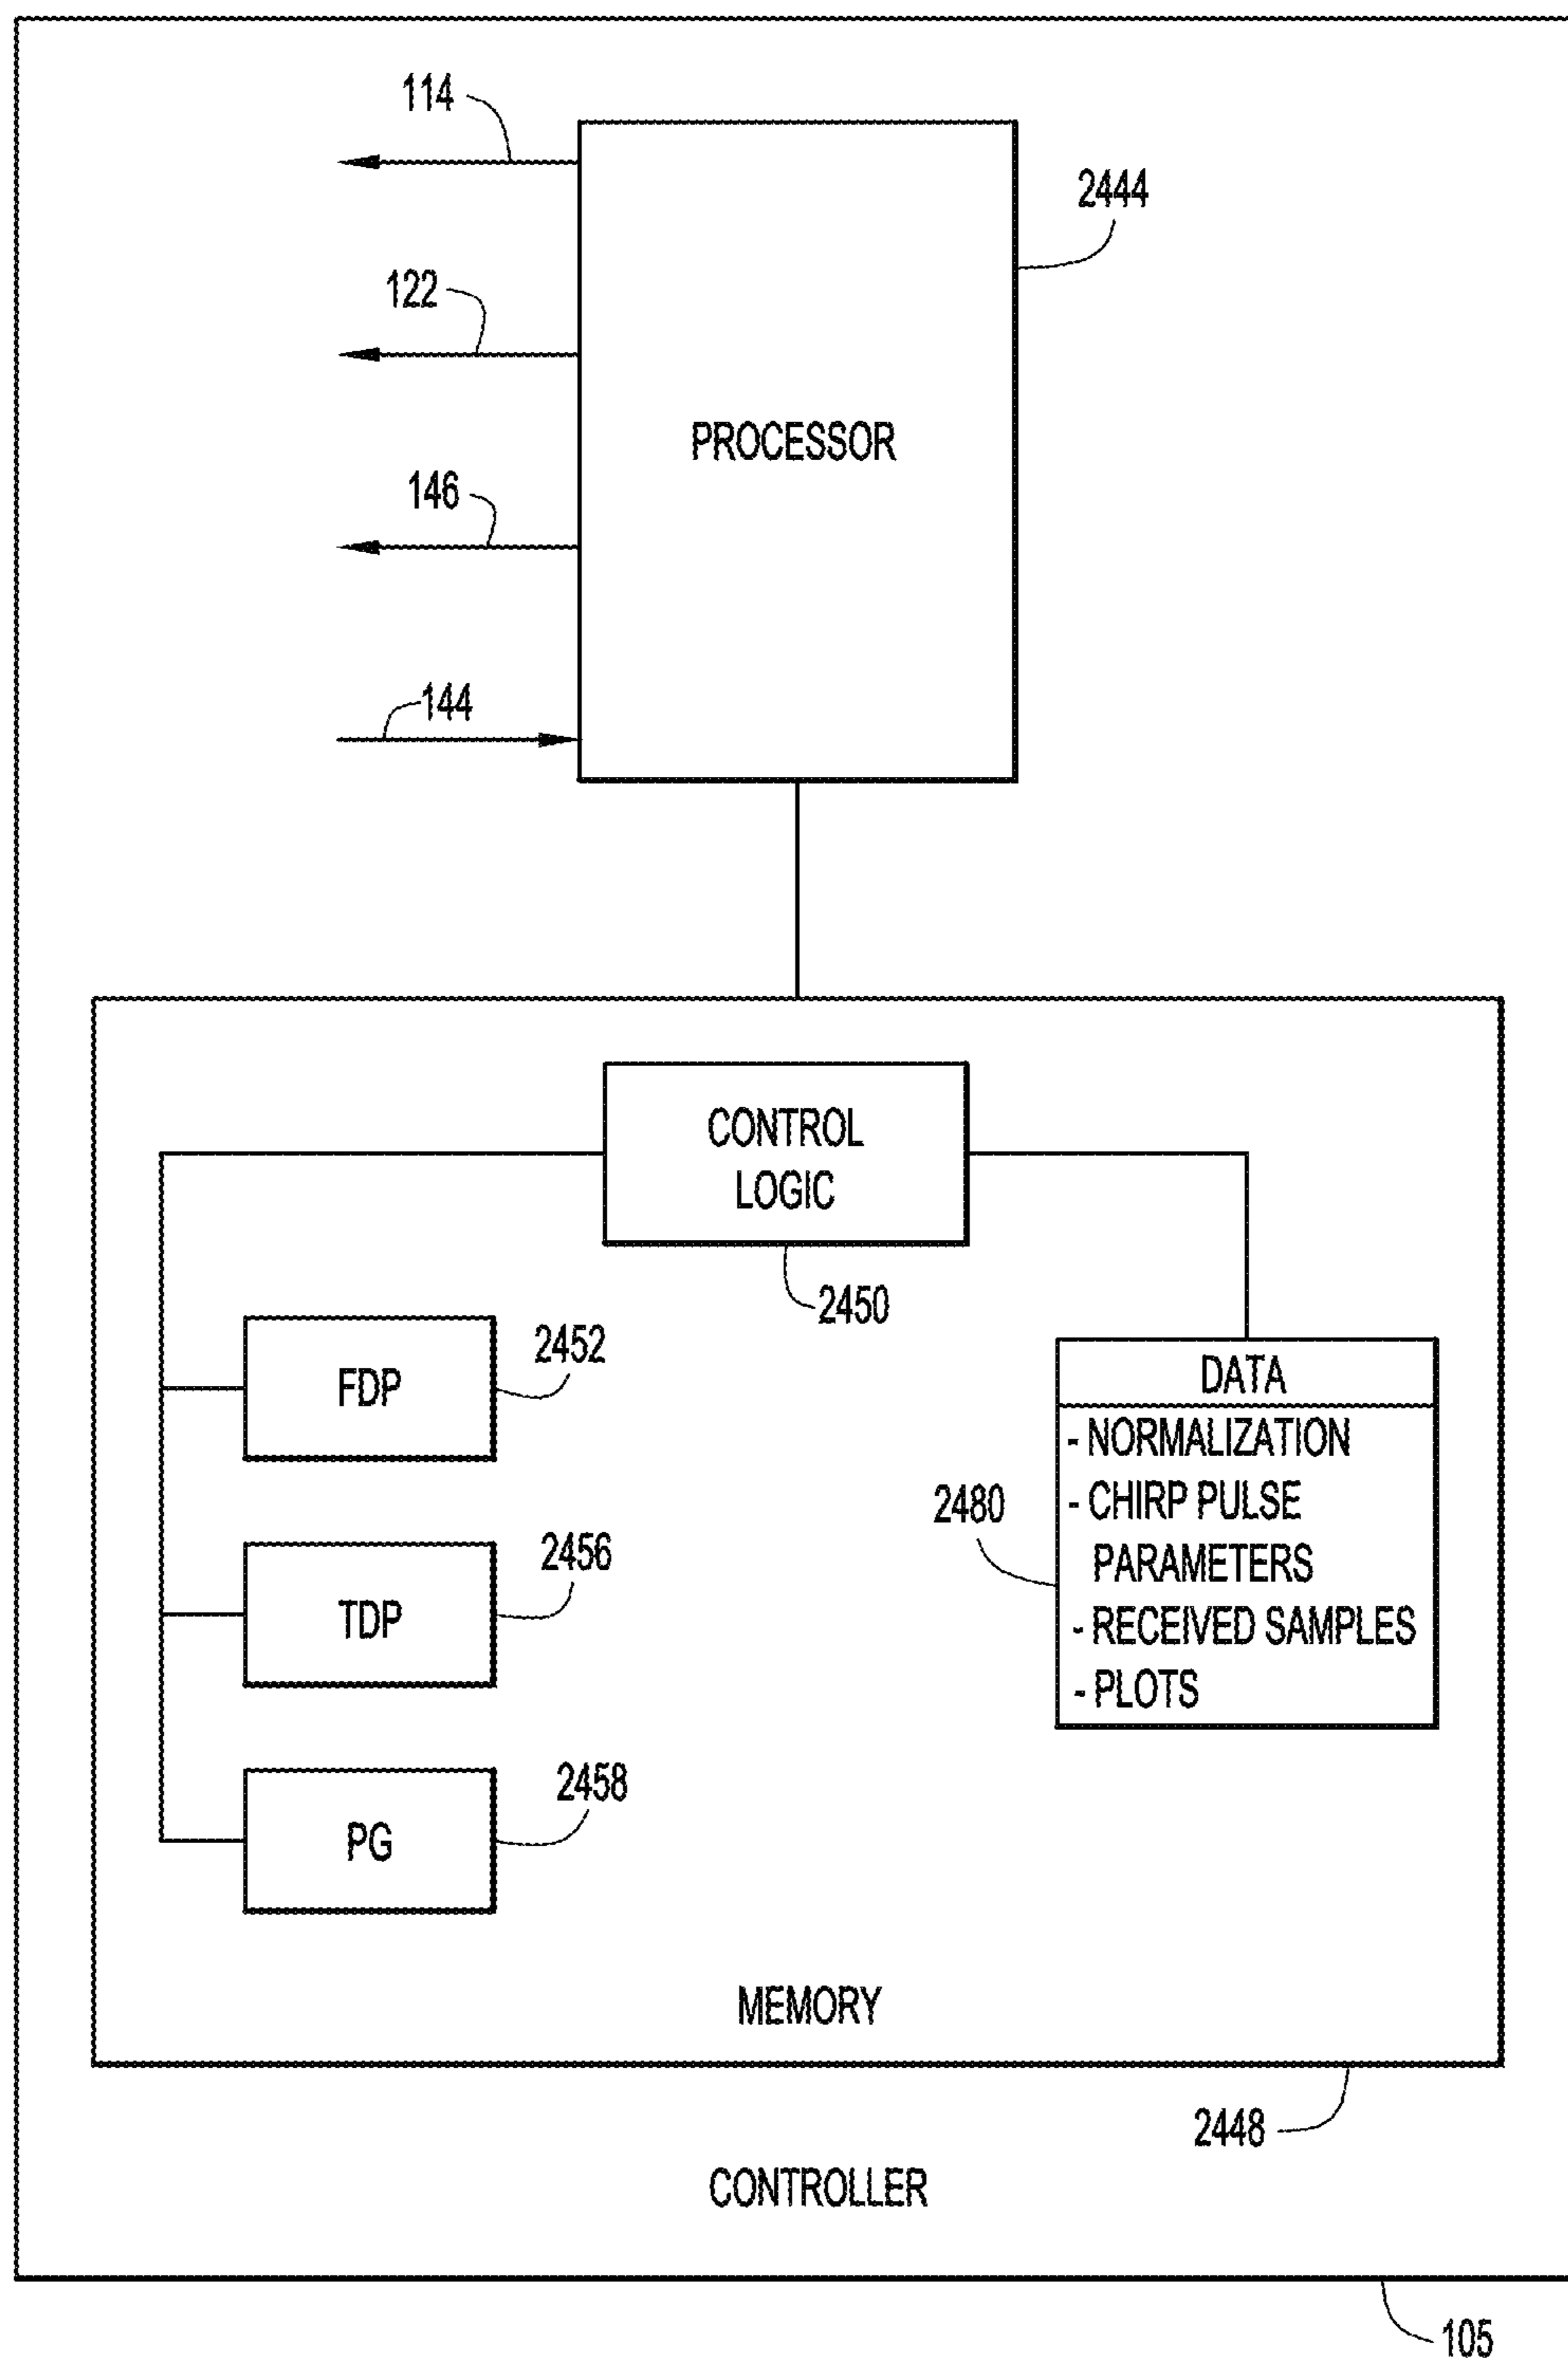 114
2444
122
PROCESSOR
146
144
CONTROL
LOGIC
2450
FDP
2452
DATA
- NORMALIZATION
- CHIRP PULSE
PARAMETERS
- RECEIVED SAMPLES
- PLOTS
2480
TDP
2456
PG
2458
MEMORY
2448
CONTROLLER
105